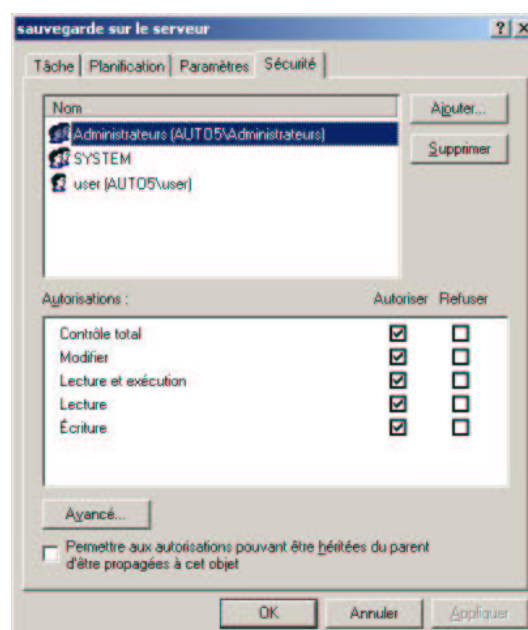 sauvegarde sur le serveur
Tâche Planification Paramètres Sécurité
Nom
Ajouter...
Administrateurs (AUTO5\Administrateurs)
SYSTEM
Supprimer
user (AUTO5\user)
Autorisations : Autoriser Refuser
Contrôle total
Modifier
Lecture et exécution
Lecture
Écriture
Avancé...
Permettre aux autorisations pouvant être héritées du parent
d'être propagées à cet objet
OK Annuler Appliquer